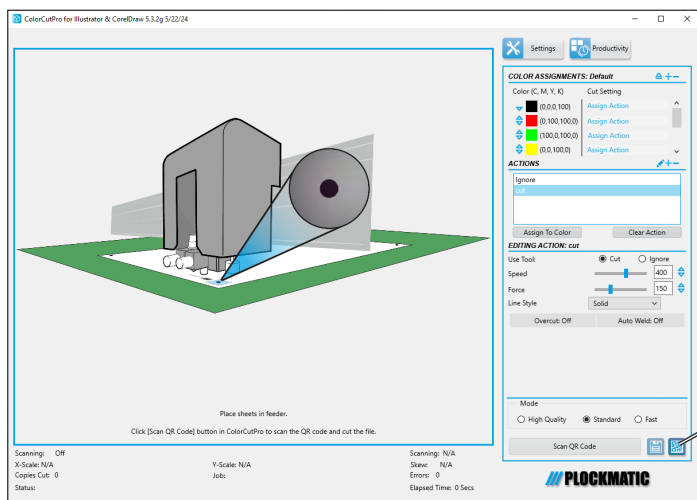 ColorCutPro for Illustrator & CorelDraw 5.3.2g 5/22/24
Settings
Productivity
COLOR ASSIGNMENTS: Default
Color (C, M, Y, K) Cut Setting
(0,0,0,100) Assign Action
(0,100,100,0) Assign Action
(100,0,100,0) Assign Action
(0,0,100,0) Assign Action
ACTIONS
Ignore
cut
Assign To Color Clear Action
EDITING ACTION: cut
Use Tool: Cut Ignore
Speed 400
Force 150
Line Style Solid
Overcut: Off Auto Weld: Off
Place sheets in feeder.
Click [Scan QR Code] button in ColorCutPro to scan the QR code and cut the file.
Mode
High Quality Standard Fast
Scan QR Code
Scanning: Off Scanning: N/A
X-Scale: N/A Y-Scale: N/A Skew: N/A
Copies Cut: 0 Job: Errors: 0
Status: Elapsed Time: 0 Secs
PLOCKMATIC